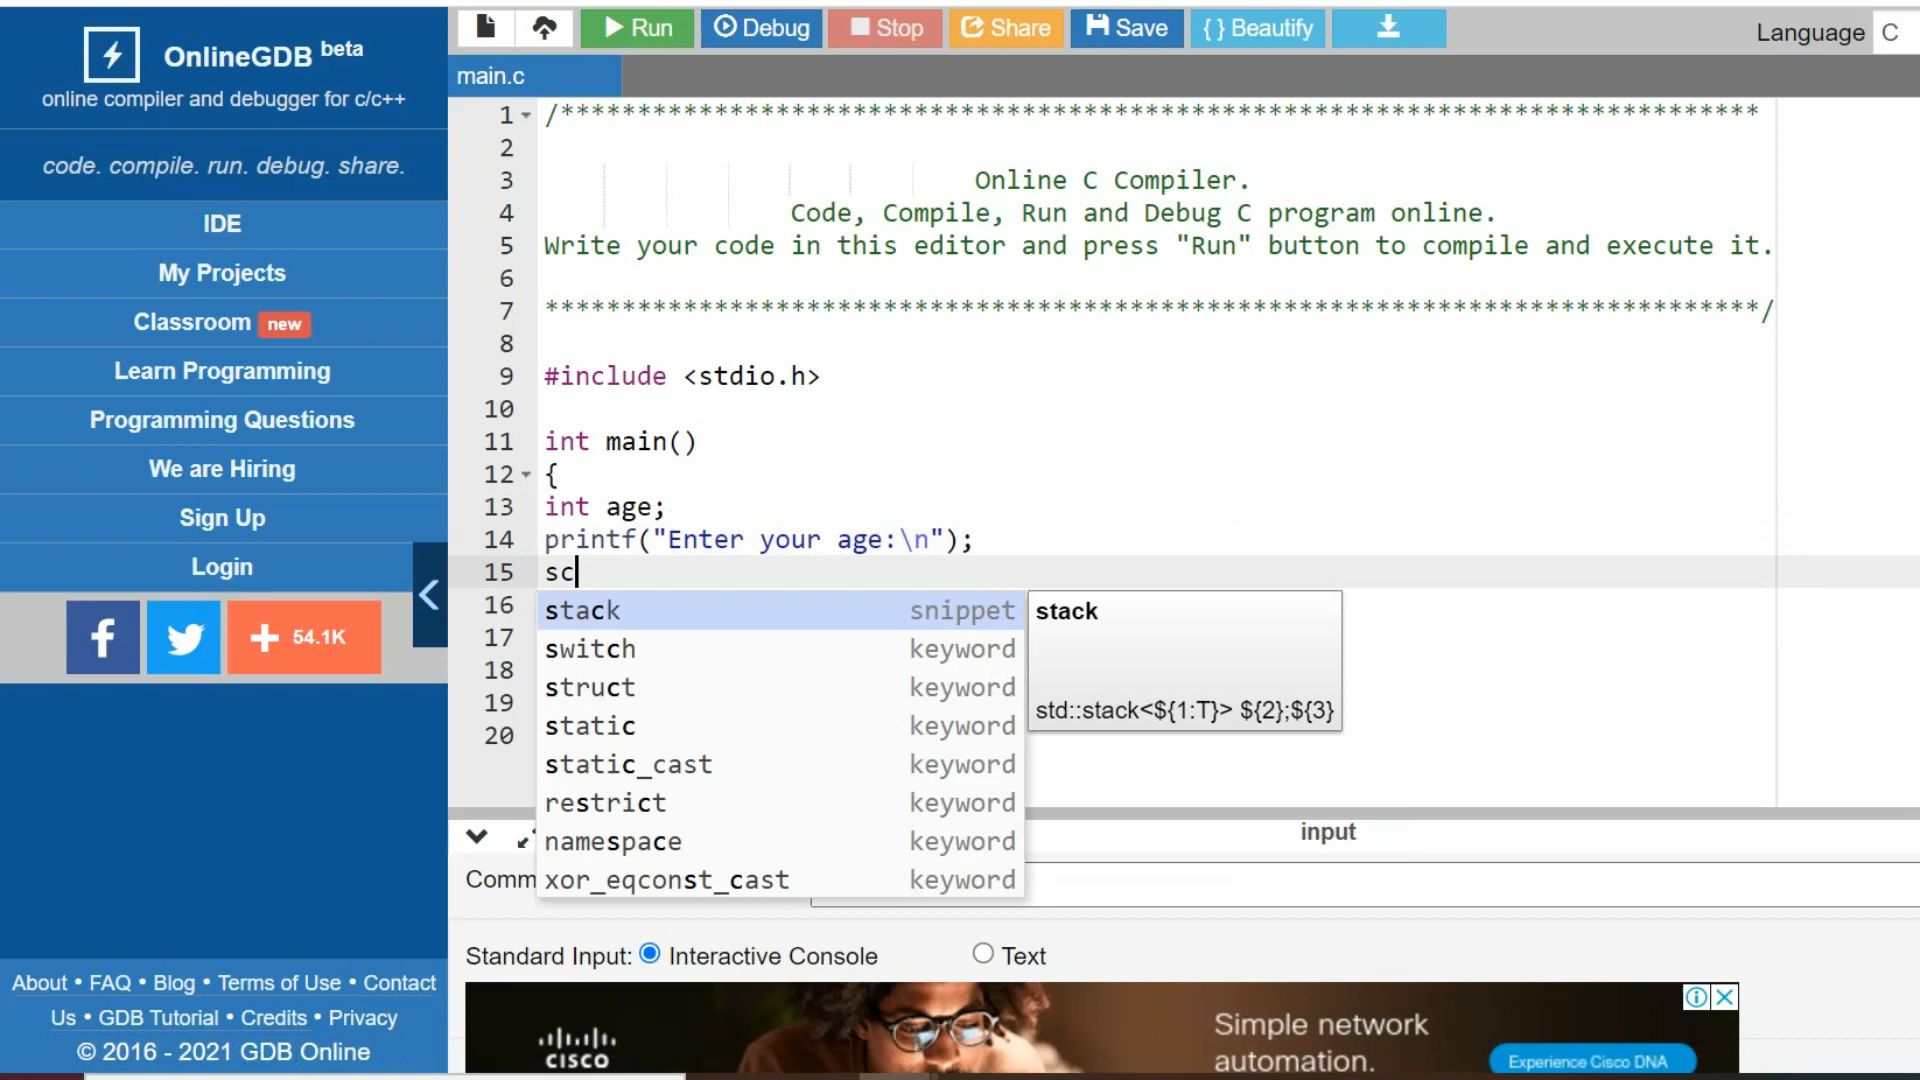 OnlineGDB beta
online compiler and debugger for c/c++
code. compile. run. debug. share.
IDE
My Projects
Classroom new
Learn Programming
Programming Questions
We are Hiring
Sign Up
Login
54.1K
About • FAQ • Blog • Terms of Use • Contact
Us • GDB Tutorial • Credits • Privacy
© 2016 - 2021 GDB Online
Run Debug Stop Share Save {} Beautify
Language C
main.c
1 /******************************************************************************
2
3 Online C Compiler.
4 Code, Compile, Run and Debug C program online.
5 Write your code in this editor and press "Run" button to compile and execute it.
6
7 *******************************************************************************/
8
9 #include <stdio.h>
10
11 int main()
12 {
13 int age;
14 printf("Enter your age:\n");
15 sc
16
17
18
19
20
stack snippet
switch keyword
struct keyword
static keyword
static_cast keyword
restrict keyword
namespace keyword
xor_eqconst_cast keyword
stack
std::stack<${1:T}> ${2};${3}
input
Comm
Standard Input: Interactive Console Text
CISCO
Simple network
automation.
Experience Cisco DNA